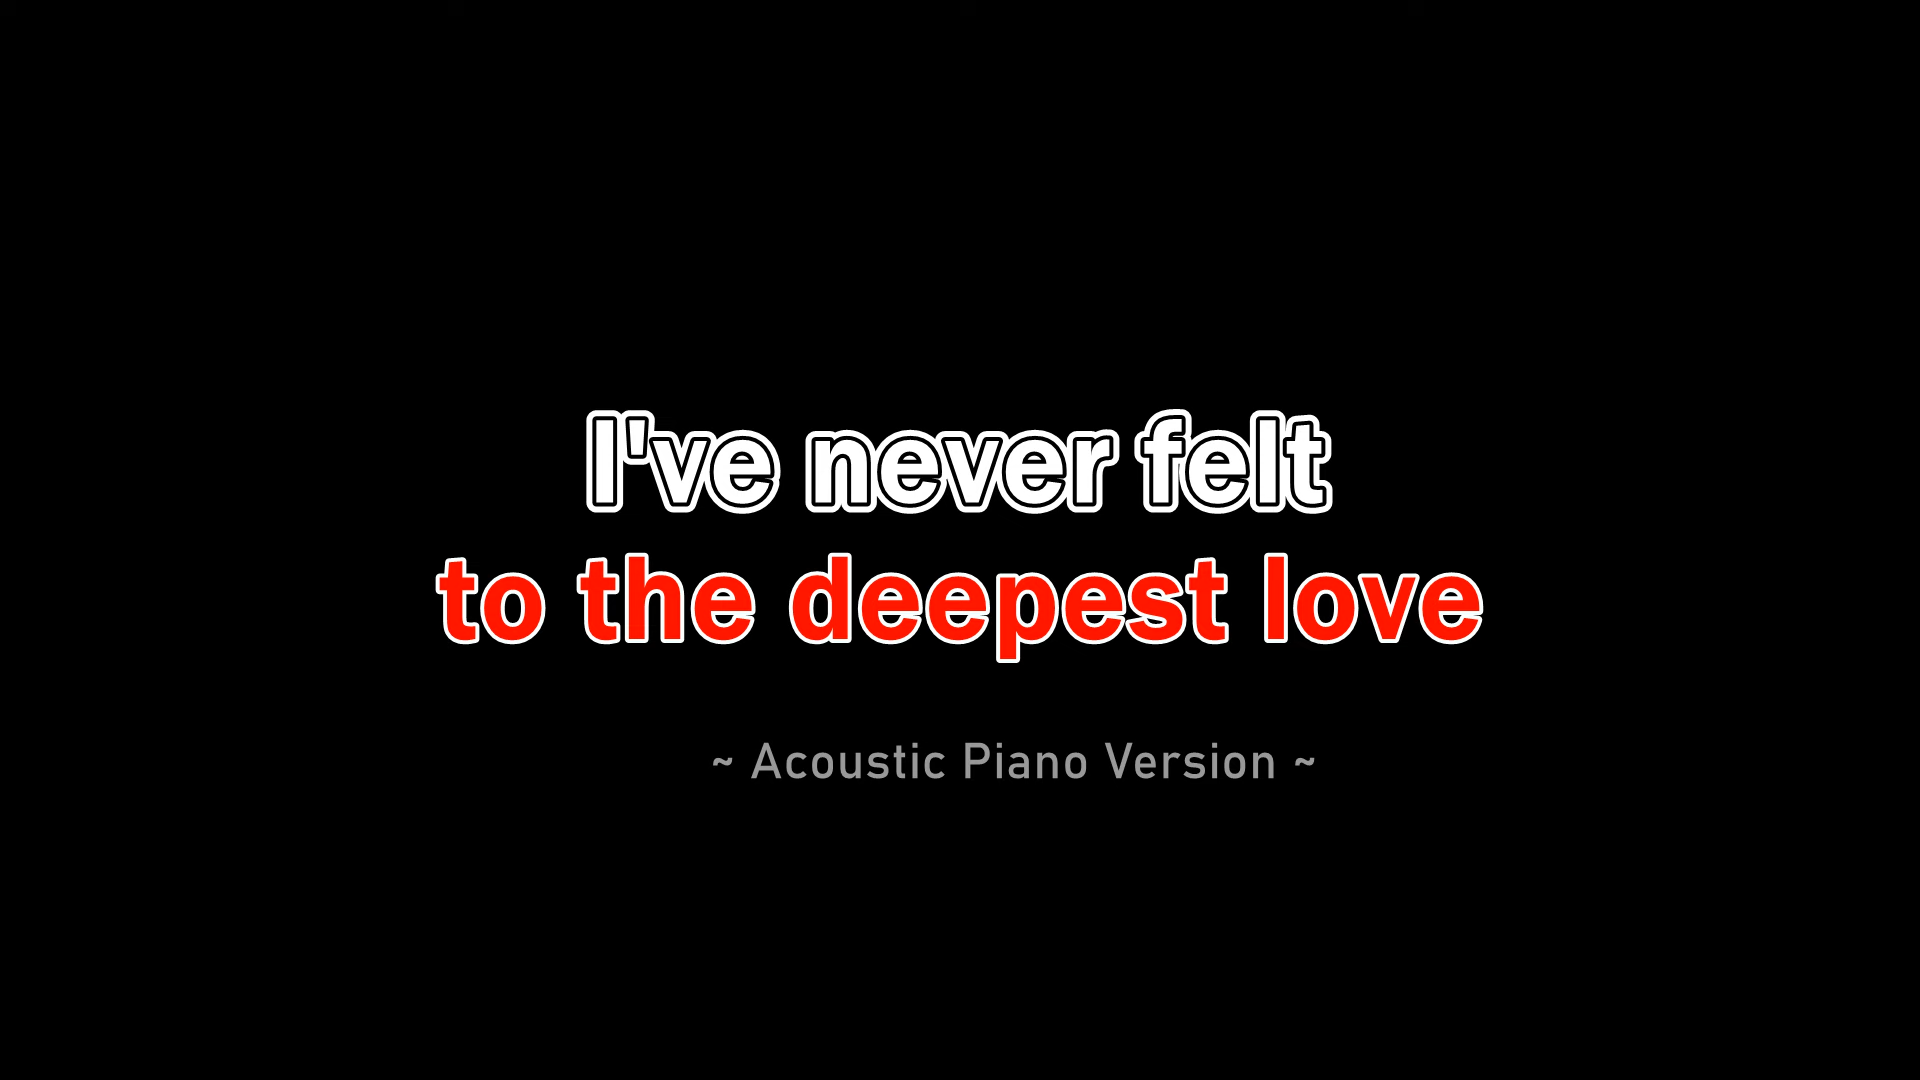 I've never felt
to the deepest love
~ Acoustic Piano Version ~